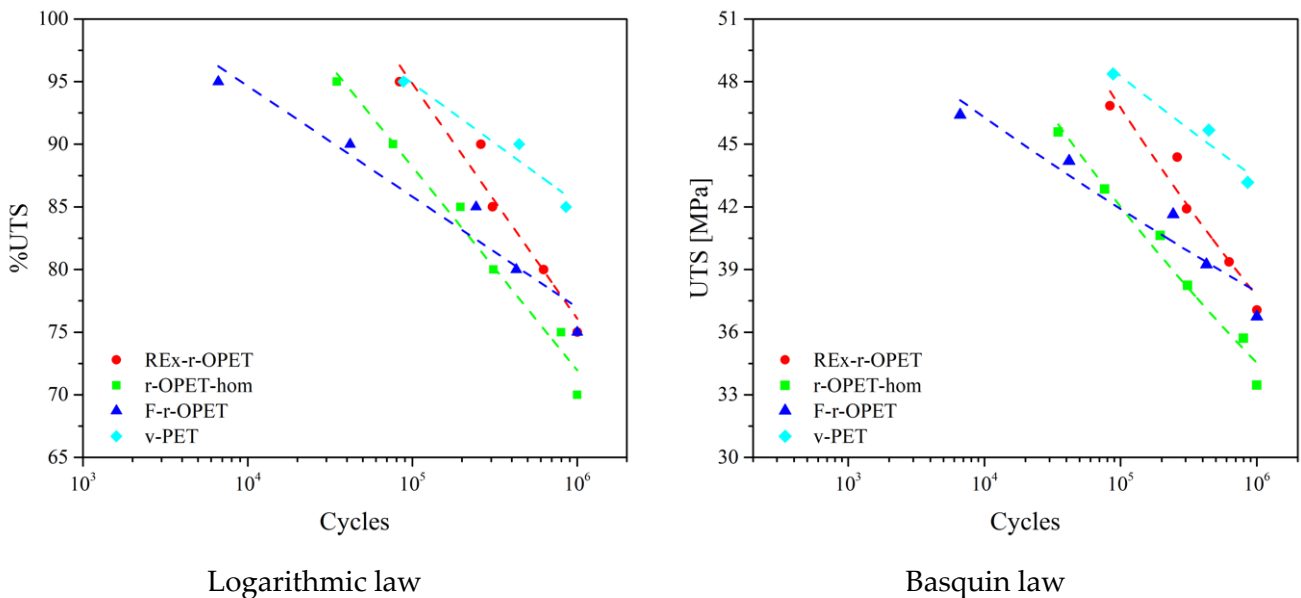 100
95
90
85
80
75
70
65
%UTS
REx-r-OPET
r-OPET-hom
F-r-OPET
v-PET
10³
10⁴
10⁵
10⁶
Cycles
Logarithmic law
51
48
45
42
39
36
33
30
UTS [MPa]
REx-r-OPET
r-OPET-hom
F-r-OPET
v-PET
10³
10⁴
10⁵
10⁶
Cycles
Basquin law